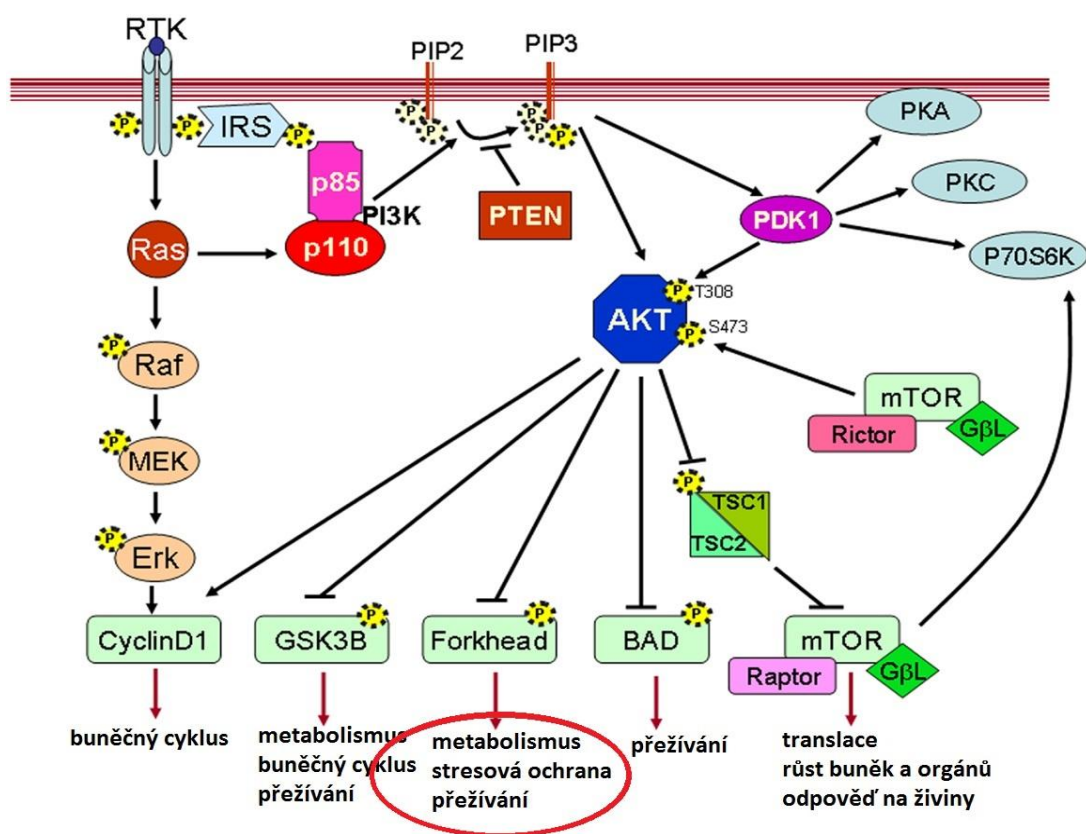 RTK
PIP2
PIP3
P
P
IRS
P
P
P
P
P
P
PKA
p85
PI3K
p110
PTEN
PDK1
PKC
P70S6K
Ras
AKT
P
T308
P
S473
P
Raf
mTOR
Rictor
GβL
P
MEK
P
TSC1
TSC2
P
Erk
CyclinD1
GSK3B
P
Forkhead
P
BAD
P
mTOR
Raptor
GβL
buněčný cyklus
metabolismus
buněčný cyklus
přežívání
metabolismus
stresová ochrana
přežívání
přežívání
translace
růst buněk a orgánů
odpověď na živiny